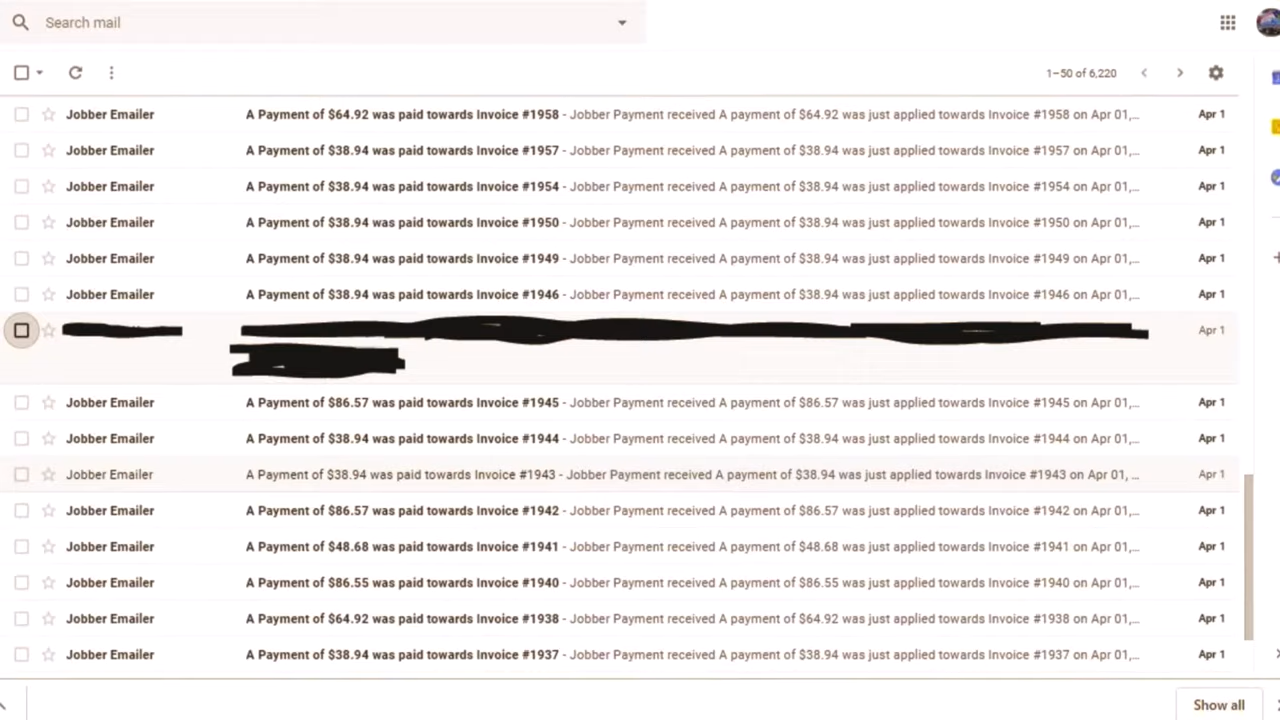 Search mail
1–50 of 6,220
Jobber Emailer A Payment of $64.92 was paid towards Invoice #1958 - Jobber Payment received A payment of $64.92 was just applied towards Invoice #1958 on Apr 01,... Apr 1
Jobber Emailer A Payment of $38.94 was paid towards Invoice #1957 - Jobber Payment received A payment of $38.94 was just applied towards Invoice #1957 on Apr 01,... Apr 1
Jobber Emailer A Payment of $38.94 was paid towards Invoice #1954 - Jobber Payment received A payment of $38.94 was just applied towards Invoice #1954 on Apr 01,... Apr 1
Jobber Emailer A Payment of $38.94 was paid towards Invoice #1950 - Jobber Payment received A payment of $38.94 was just applied towards Invoice #1950 on Apr 01,... Apr 1
Jobber Emailer A Payment of $38.94 was paid towards Invoice #1949 - Jobber Payment received A payment of $38.94 was just applied towards Invoice #1949 on Apr 01,... Apr 1
Jobber Emailer A Payment of $38.94 was paid towards Invoice #1946 - Jobber Payment received A payment of $38.94 was just applied towards Invoice #1946 on Apr 01,... Apr 1
Apr 1
Jobber Emailer A Payment of $86.57 was paid towards Invoice #1945 - Jobber Payment received A payment of $86.57 was just applied towards Invoice #1945 on Apr 01,... Apr 1
Jobber Emailer A Payment of $38.94 was paid towards Invoice #1944 - Jobber Payment received A payment of $38.94 was just applied towards Invoice #1944 on Apr 01,... Apr 1
Jobber Emailer A Payment of $38.94 was paid towards Invoice #1943 - Jobber Payment received A payment of $38.94 was just applied towards Invoice #1943 on Apr 01, ... Apr 1
Jobber Emailer A Payment of $86.57 was paid towards Invoice #1942 - Jobber Payment received A payment of $86.57 was just applied towards Invoice #1942 on Apr 01,... Apr 1
Jobber Emailer A Payment of $48.68 was paid towards Invoice #1941 - Jobber Payment received A payment of $48.68 was just applied towards Invoice #1941 on Apr 01,... Apr 1
Jobber Emailer A Payment of $86.55 was paid towards Invoice #1940 - Jobber Payment received A payment of $86.55 was just applied towards Invoice #1940 on Apr 01,... Apr 1
Jobber Emailer A Payment of $64.92 was paid towards Invoice #1938 - Jobber Payment received A payment of $64.92 was just applied towards Invoice #1938 on Apr 01,... Apr 1
Jobber Emailer A Payment of $38.94 was paid towards Invoice #1937 - Jobber Payment received A payment of $38.94 was just applied towards Invoice #1937 on Apr 01,... Apr 1
Show all